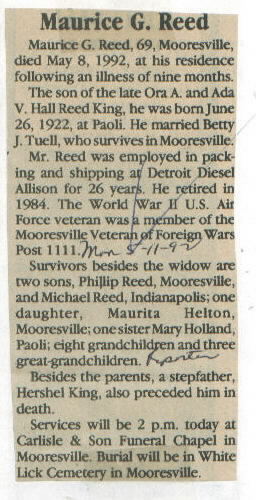 Maurice G. Reed
Maurice G. Reed, 69, Mooresville,
died May 8, 1992, at his residence
following an illness of nine months.
The son of the late Ora A. and Ada
V. Hall Reed King, he was born June
26, 1922, at Paoli. He married Betty
J. Tuell, who survives in Mooresville.
Mr. Reed was employed in pack-
ing and shipping at Detroit Diesel
Allison for 26 years. He retired in
1984. The World War II U.S. Air
Force veteran was a member of the
Mooresville Veteran of Foreign Wars
Post 1111. Mon 5-11-92
Survivors besides the widow are
two sons, Phillip Reed, Mooresville,
and Michael Reed, Indianapolis; one
daughter, Maurita Helton,
Mooresville; one sister Mary Holland,
Paoli; eight grandchildren and three
great-grandchildren. Reporter
Besides the parents, a stepfather,
Hershel King, also preceded him in
death.
Services will be 2 p.m. today at
Carlisle & Son Funeral Chapel in
Mooresville. Burial will be in White
Lick Cemetery in Mooresville.